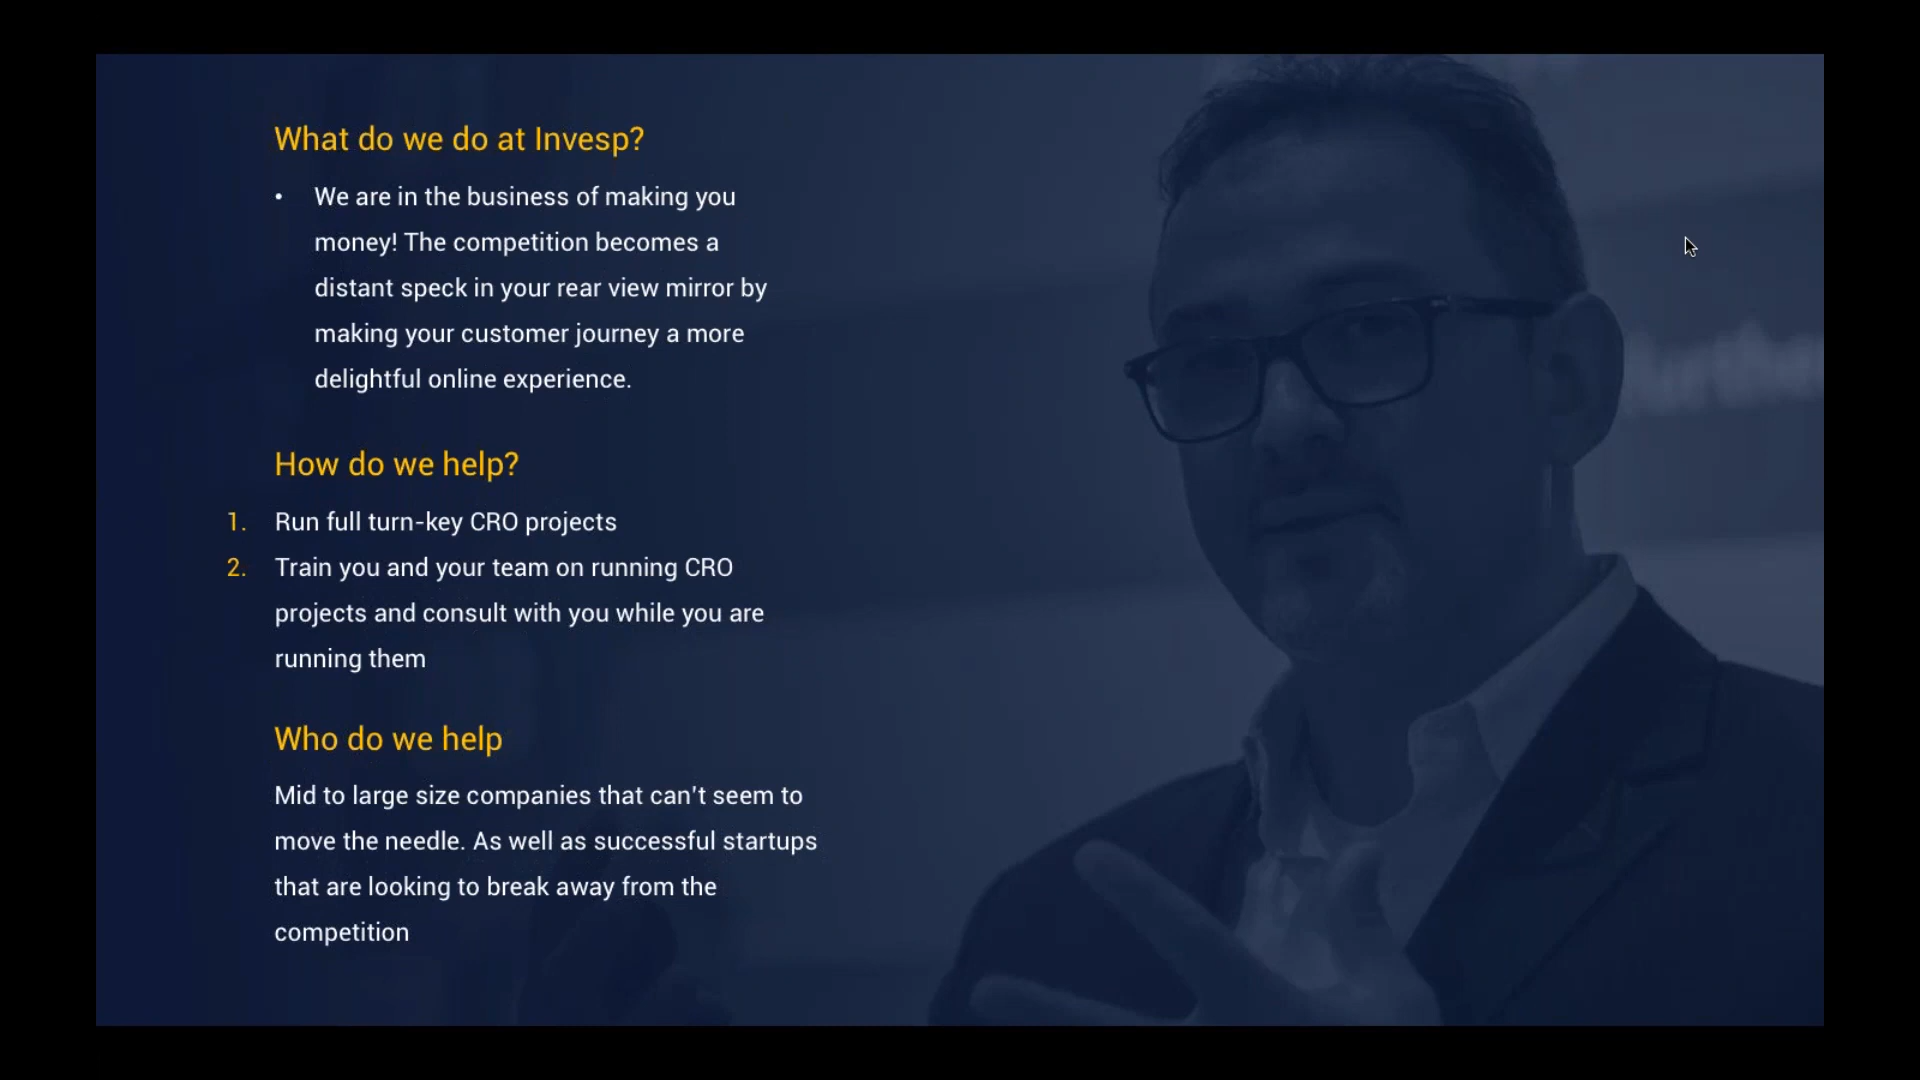 What do we do at Invesp?
• We are in the business of making you
money! The competition becomes a
distant speck in your rear view mirror by
making your customer journey a more
delightful online experience.
How do we help?
1. Run full turn-key CRO projects
2. Train you and your team on running CRO
projects and consult with you while you are
running them
Who do we help
Mid to large size companies that can't seem to
move the needle. As well as successful startups
that are looking to break away from the
competition